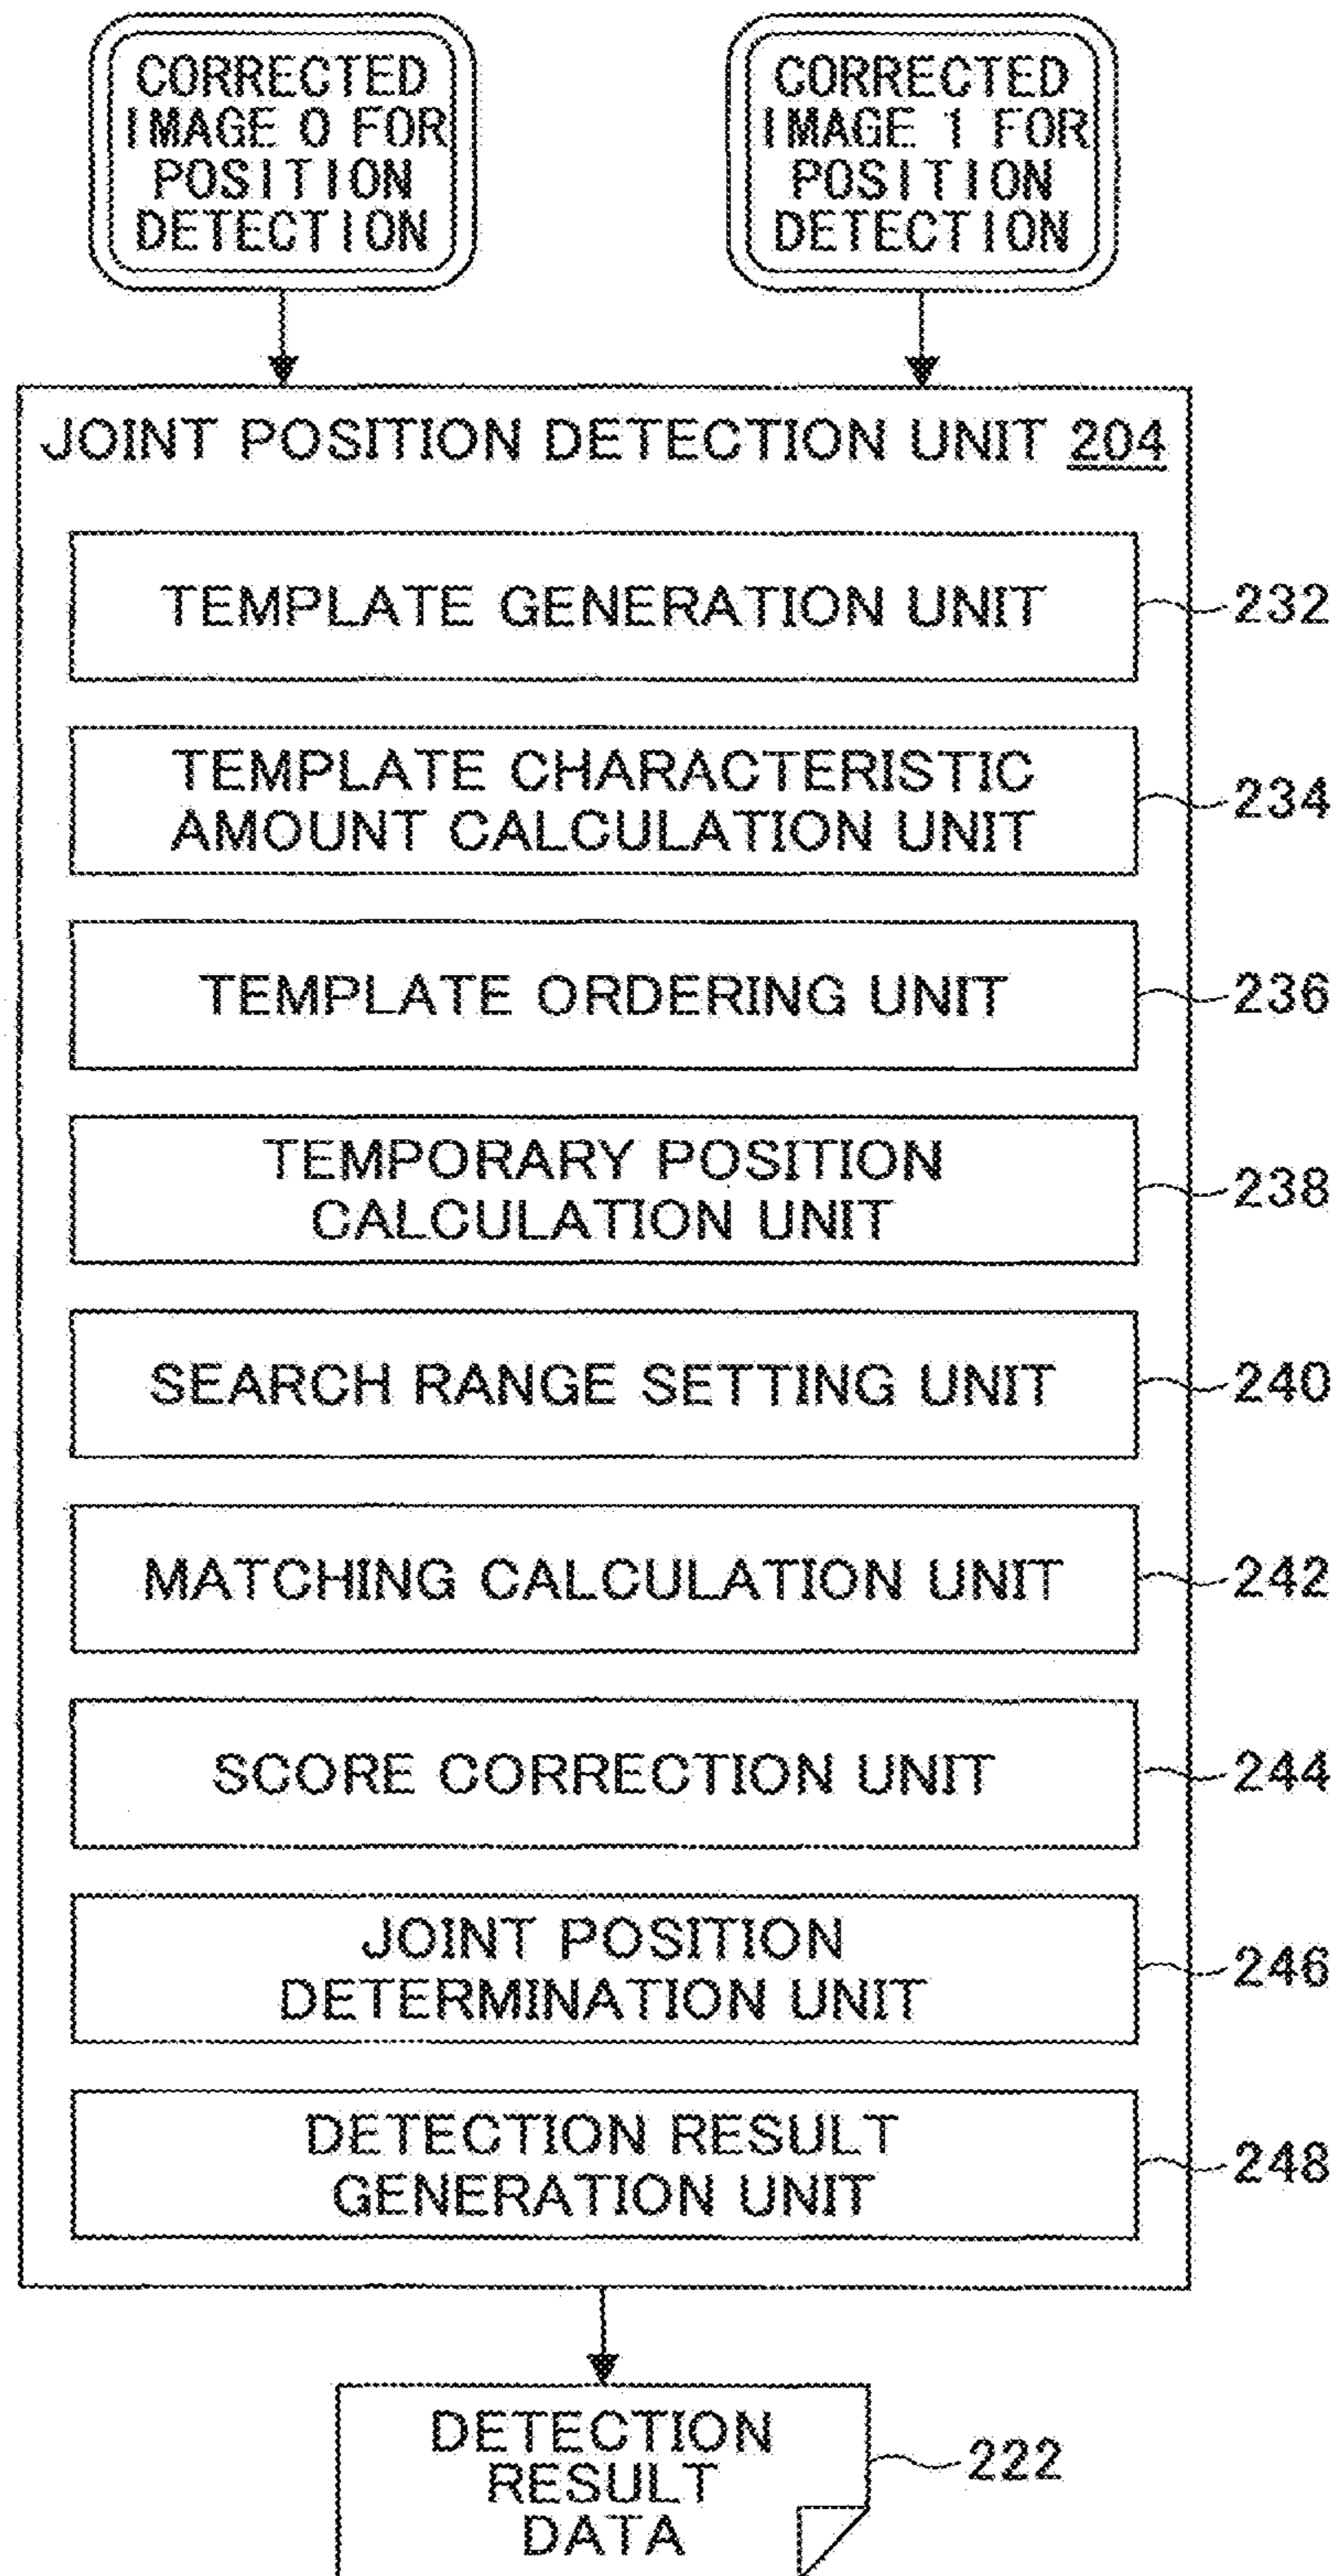 CORRECTED
IMAGE 0 FOR
POSITION
DETECTION
CORRECTED
IMAGE 1 FOR
POSITION
DETECTION
JOINT POSITION DETECTION UNIT 204
TEMPLATE GENERATION UNIT
232
TEMPLATE CHARACTERISTIC
AMOUNT CALCULATION UNIT
234
TEMPLATE ORDERING UNIT
236
TEMPORARY POSITION
CALCULATION UNIT
238
SEARCH RANGE SETTING UNIT
240
MATCHING CALCULATION UNIT
242
SCORE CORRECTION UNIT
244
JOINT POSITION
DETERMINATION UNIT
246
DETECTION RESULT
GENERATION UNIT
248
DETECTION
RESULT
DATA
222